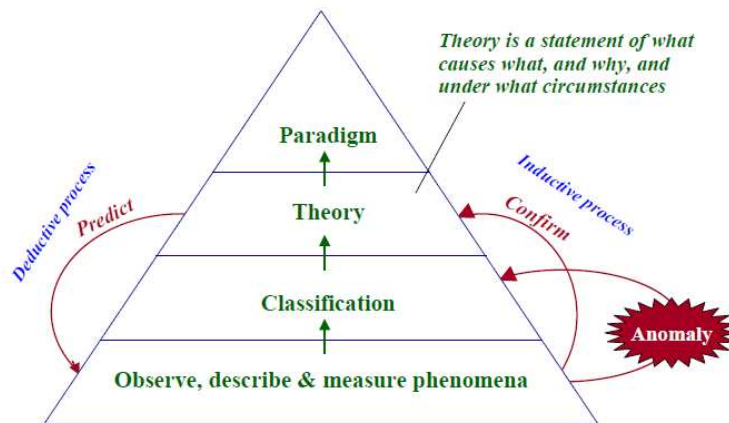 Theory is a statement of what
causes what, and why, and
under what circumstances
Paradigm
Deductive process
Predict
Theory
Confirm
Inductive process
Classification
Anomaly
Observe, describe & measure phenomena